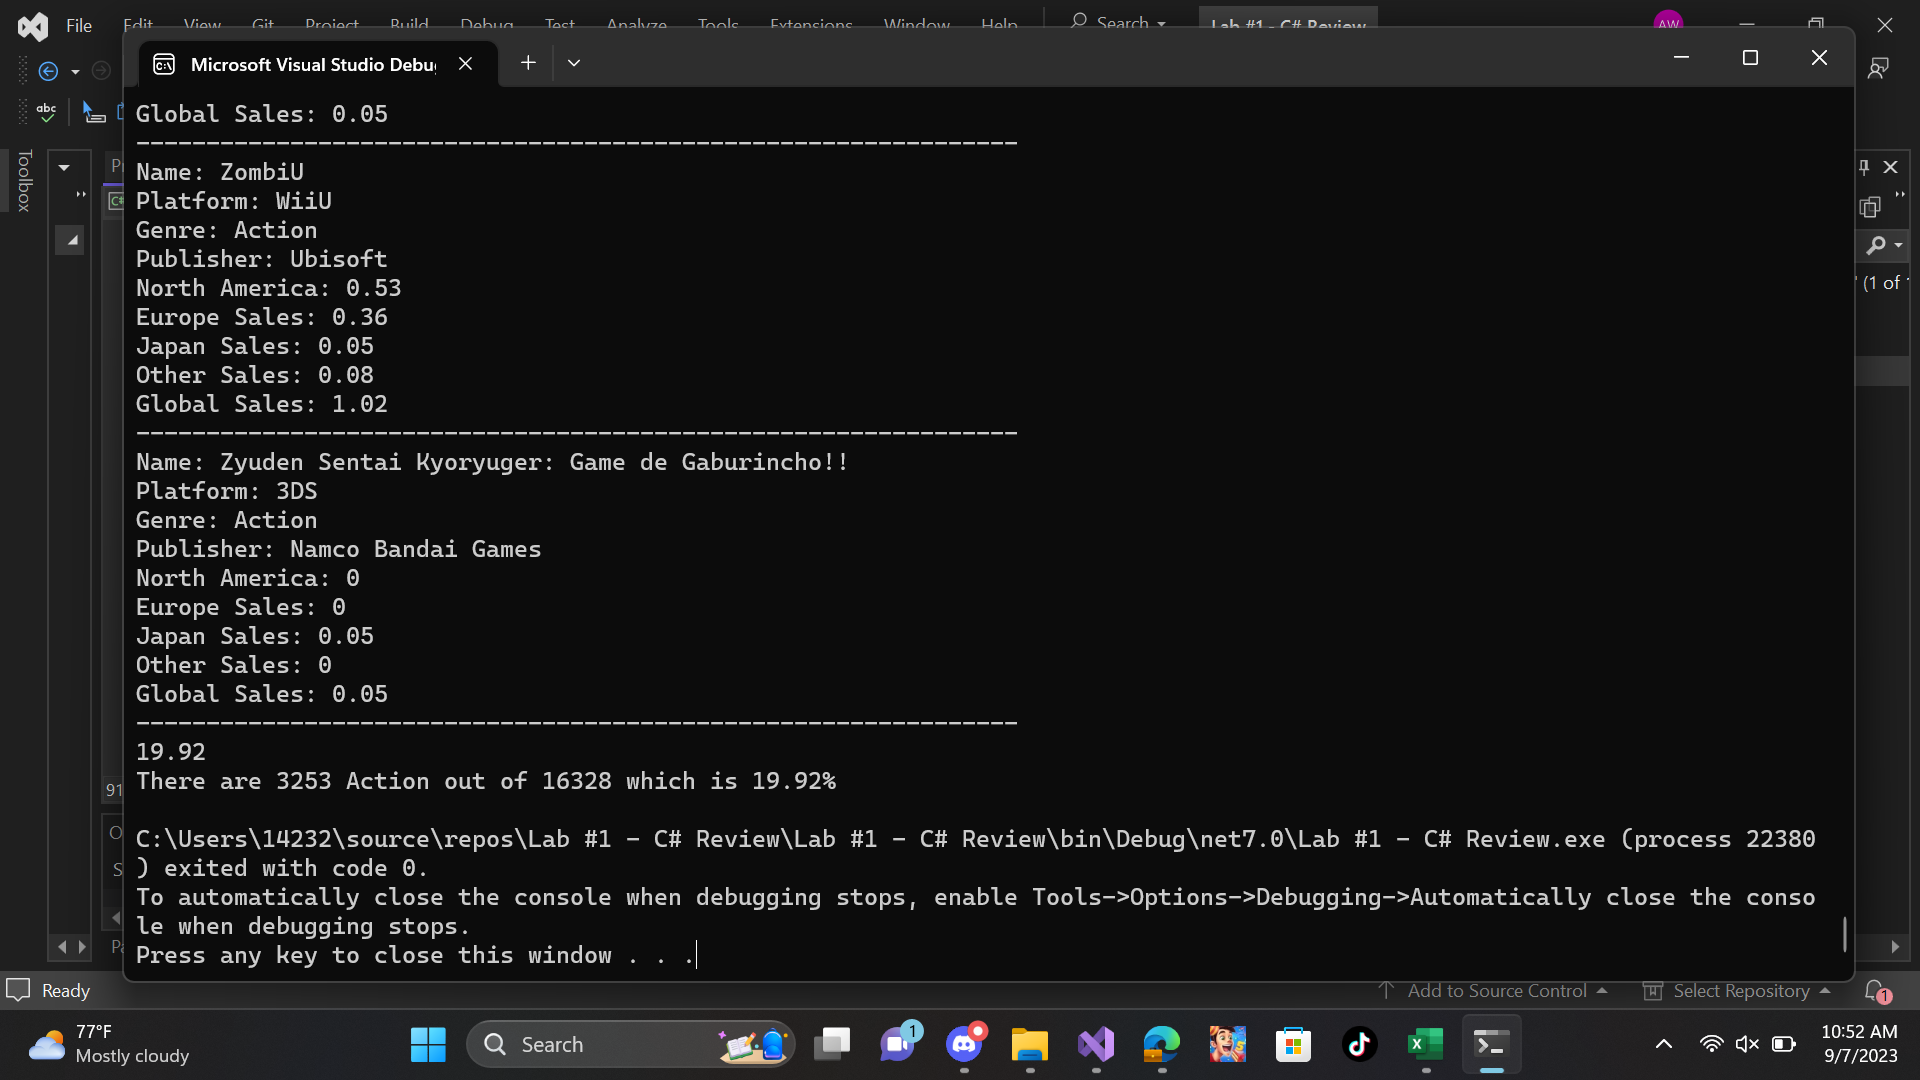 File Edit View Git Project Build Debug Test Analyze Tools Extensions Window Help Search Lab #1 - C# Review AW
Microsoft Visual Studio Debu
abc
Toolbox
Global Sales: 0.05
---------------------------------------------------------------
Name: ZombiU
Platform: WiiU
Genre: Action
Publisher: Ubisoft
North America: 0.53
Europe Sales: 0.36
Japan Sales: 0.05
Other Sales: 0.08
Global Sales: 1.02
---------------------------------------------------------------
Name: Zyuden Sentai Kyoryuger: Game de Gaburincho!!
Platform: 3DS
Genre: Action
Publisher: Namco Bandai Games
North America: 0
Europe Sales: 0
Japan Sales: 0.05
Other Sales: 0
Global Sales: 0.05
---------------------------------------------------------------
19.92
There are 3253 Action out of 16328 which is 19.92%
C:\Users\14232\source\repos\Lab #1 - C# Review\Lab #1 - C# Review\bin\Debug\net7.0\Lab #1 - C# Review.exe (process 22380
) exited with code 0.
To automatically close the console when debugging stops, enable Tools->Options->Debugging->Automatically close the conso
le when debugging stops.
Press any key to close this window . . .
(1 of
91
Ready
Add to Source Control
Select Repository
1
77°F
Mostly cloudy
Search
1
10:52 AM
9/7/2023